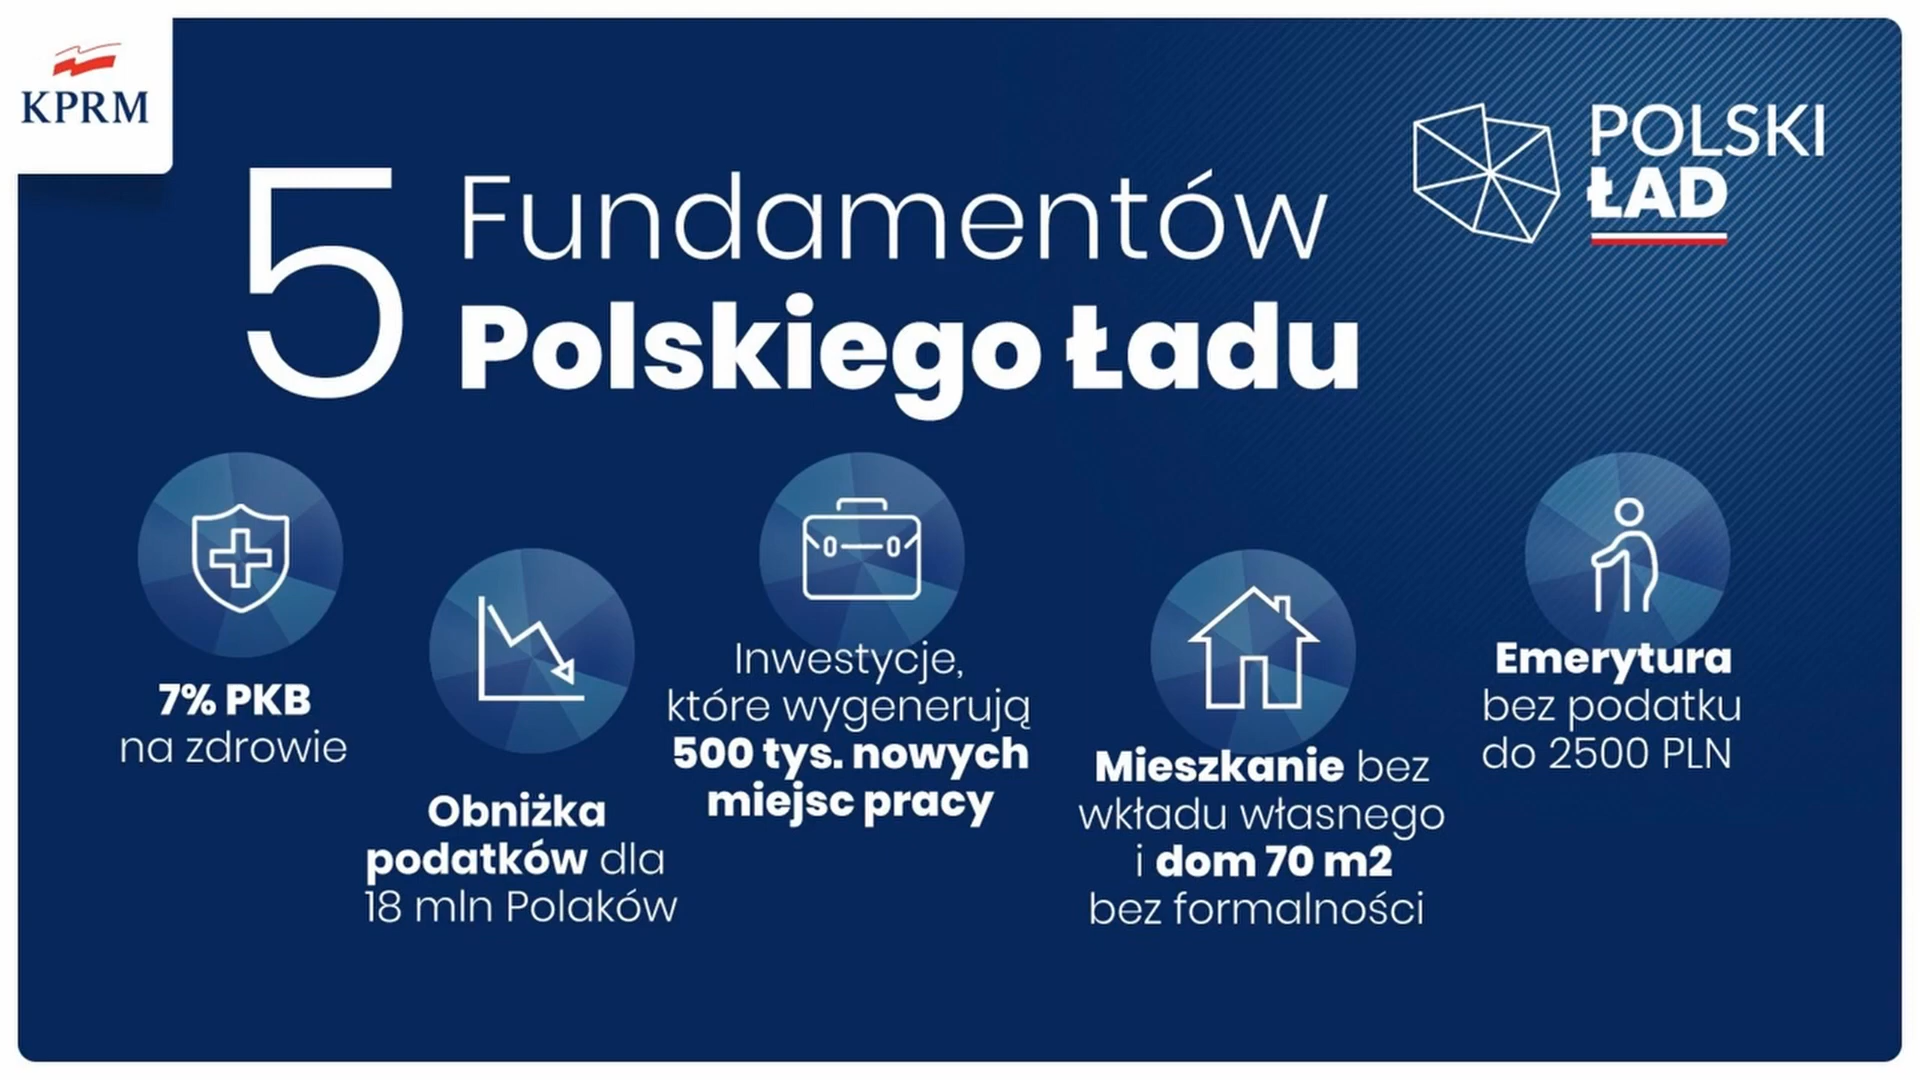 KPRM
POLSKI
ŁAD
5
Fundamentów
Polskiego Ładu
7% PKB
na zdrowie
Obniżka
podatków dla
18 mln Polaków
Inwestycje,
które wygenerują
500 tys. nowych
miejsc pracy
Mieszkanie bez
wkładu własnego
i dom 70 m2
bez formalności
Emerytura
bez podatku
do 2500 PLN